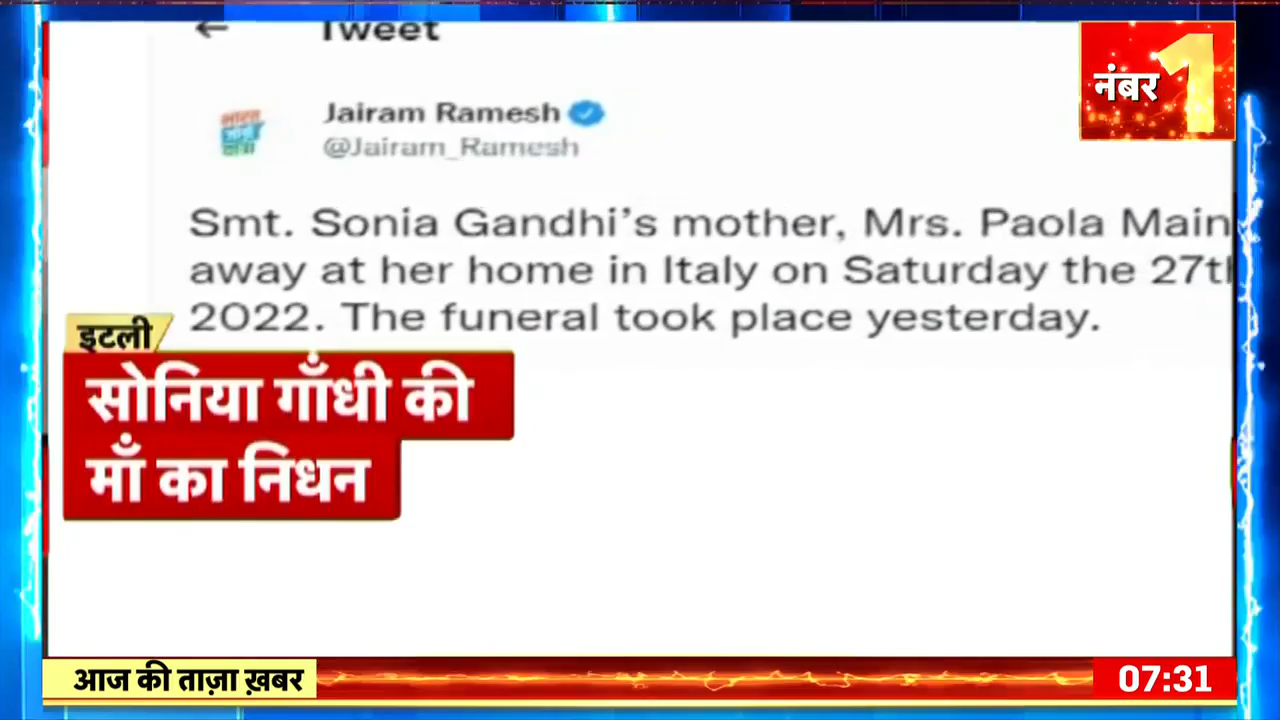 Tweet
नंबर 1
Jairam Ramesh
@Jairam_Ramesh
Smt. Sonia Gandhi's mother, Mrs. Paola Main
away at her home in Italy on Saturday the 27th
2022. The funeral took place yesterday.
इटली
सोनिया गाँधी की
माँ का निधन
आज की ताज़ा ख़बर
07:31